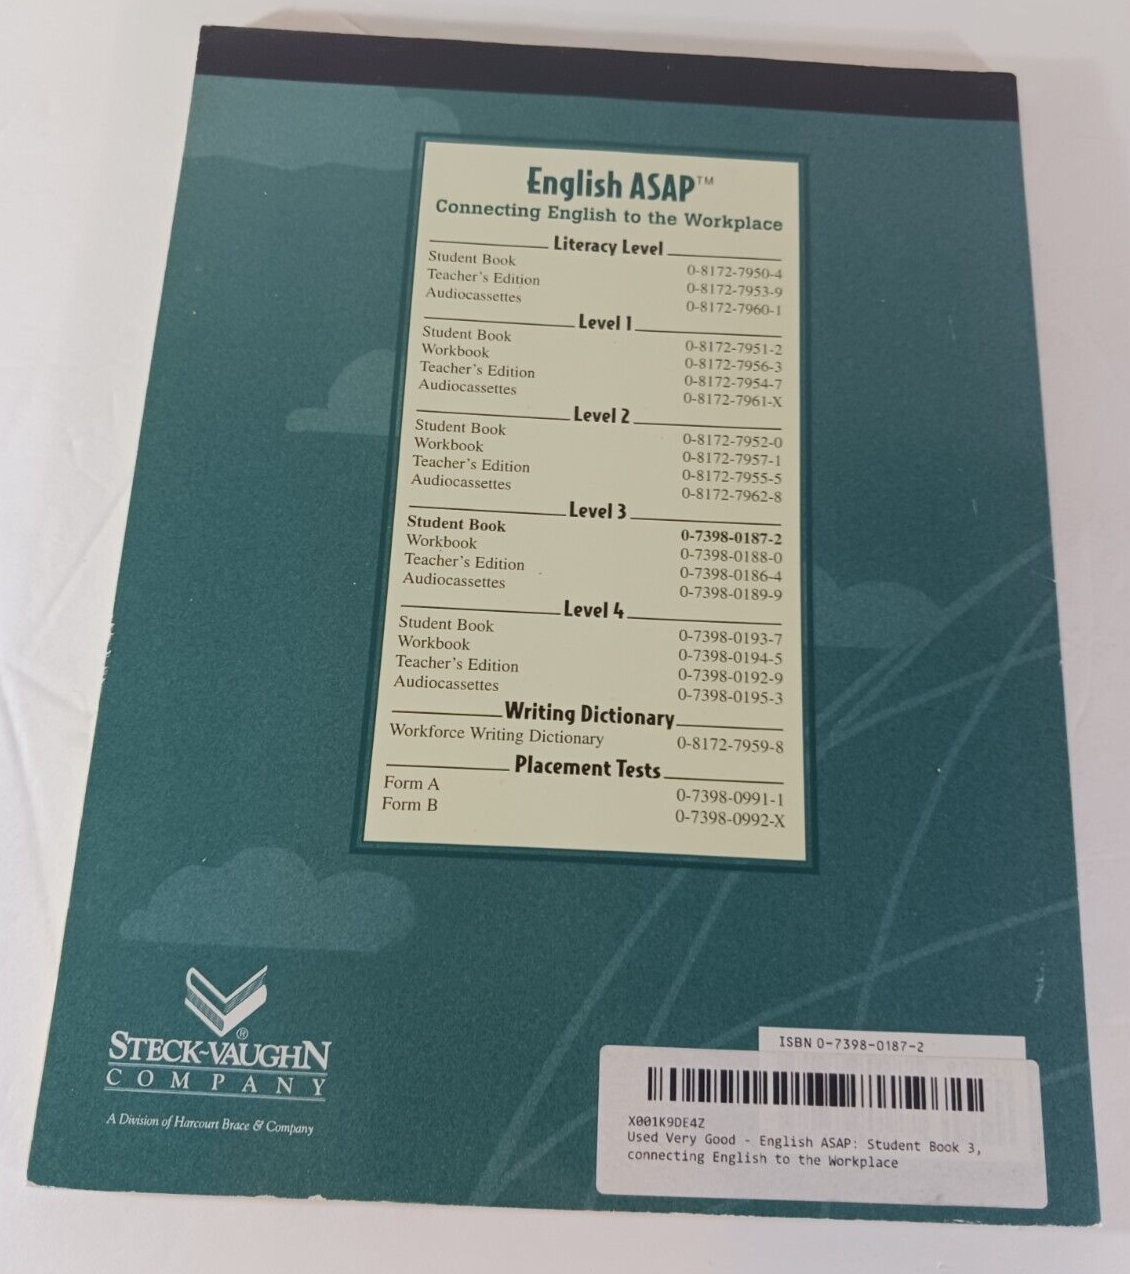 English ASAP™
Connecting English to the Workplace
Literacy Level
Student Book 0-8172-7950-4
Teacher's Edition 0-8172-7953-9
Audiocassettes 0-8172-7960-1
Level 1
Student Book 0-8172-7951-2
Workbook 0-8172-7956-3
Teacher's Edition 0-8172-7954-7
Audiocassettes 0-8172-7961-X
Level 2
Student Book 0-8172-7952-0
Workbook 0-8172-7957-1
Teacher's Edition 0-8172-7955-5
Audiocassettes 0-8172-7962-8
Level 3
Student Book 0-7398-0187-2
Workbook 0-7398-0188-0
Teacher's Edition 0-7398-0186-4
Audiocassettes 0-7398-0189-9
Level 4
Student Book 0-7398-0193-7
Workbook 0-7398-0194-5
Teacher's Edition 0-7398-0192-9
Audiocassettes 0-7398-0195-3
Writing Dictionary
Workforce Writing Dictionary 0-8172-7959-8
Placement Tests
Form A 0-7398-0991-1
Form B 0-7398-0992-X
STECK~VAUGHN®
COMPANY
A Division of Harcourt Brace & Company
ISBN 0-7398-0187-2
X001K9DE4Z
Used Very Good - English ASAP: Student Book 3,
connecting English to the Workplace